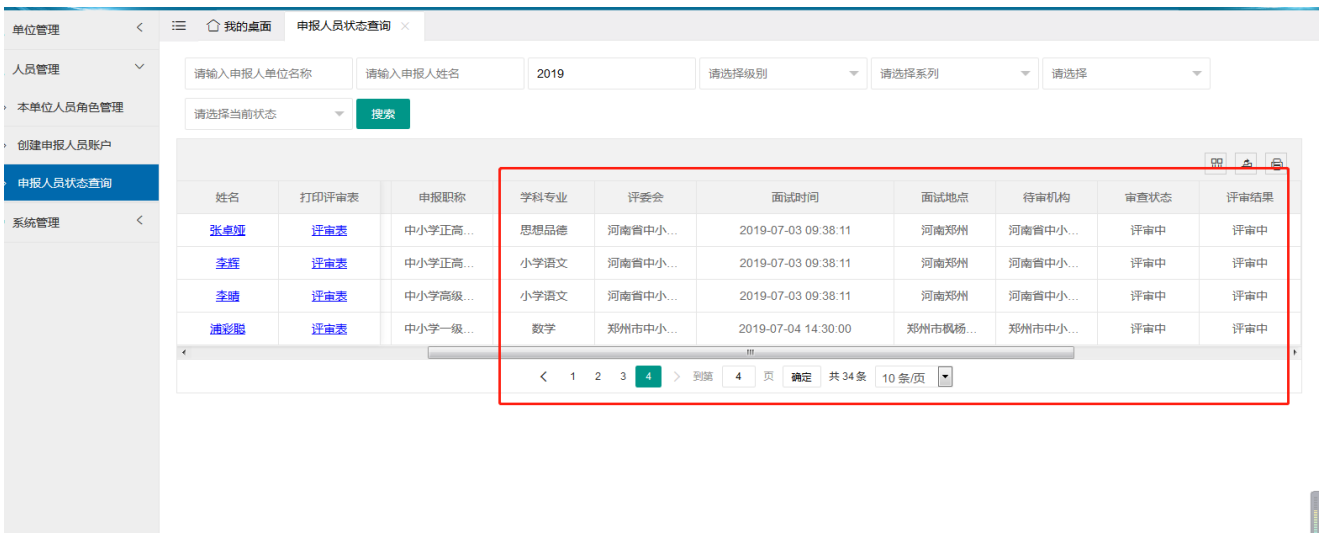 单位管理
人员管理
本单位人员角色管理
创建申报人员账户
申报人员状态查询
系统管理
我的桌面 申报人员状态查询
请输入申报人单位名称 请输入申报人姓名 2019 请选择级别 请选择系列 请选择
请选择当前状态 搜索
姓名 打印评审表 申报职称 学科专业 评委会 面试时间 面试地点 待审机构 审查状态 评审结果
张卓娅 评审表 中小学正高... 思想品德 河南省中小... 2019-07-03 09:38:11 河南郑州 河南省中小... 评审中 评审中
李辉 评审表 中小学正高... 小学语文 河南省中小... 2019-07-03 09:38:11 河南郑州 河南省中小... 评审中 评审中
李晴 评审表 中小学高级... 小学语文 河南省中小... 2019-07-03 09:38:11 河南郑州 河南省中小... 评审中 评审中
浦彩聪 评审表 中小学一级... 数学 郑州市中小... 2019-07-04 14:30:00 郑州市枫杨... 郑州市中小... 评审中 评审中
1 2 3 4 到第 4 页 确定 共 34 条 10 条/页